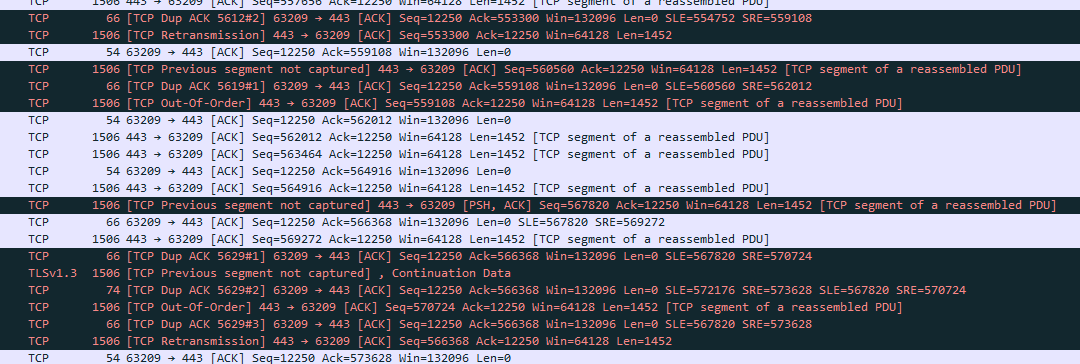 TCP 1506 443 → 63209 [ACK] Seq=557656 Ack=12250 Win=64128 Len=1452 [TCP segment of a reassembled PDU]
TCP 66 [TCP Dup ACK 5612#2] 63209 → 443 [ACK] Seq=12250 Ack=553300 Win=132096 Len=0 SLE=554752 SRE=559108
TCP 1506 [TCP Retransmission] 443 → 63209 [ACK] Seq=553300 Ack=12250 Win=64128 Len=1452
TCP 54 63209 → 443 [ACK] Seq=12250 Ack=559108 Win=132096 Len=0
TCP 1506 [TCP Previous segment not captured] 443 → 63209 [ACK] Seq=560560 Ack=12250 Win=64128 Len=1452 [TCP segment of a reassembled PDU]
TCP 66 [TCP Dup ACK 5619#1] 63209 → 443 [ACK] Seq=12250 Ack=559108 Win=132096 Len=0 SLE=560560 SRE=562012
TCP 1506 [TCP Out-Of-Order] 443 → 63209 [ACK] Seq=559108 Ack=12250 Win=64128 Len=1452 [TCP segment of a reassembled PDU]
TCP 54 63209 → 443 [ACK] Seq=12250 Ack=562012 Win=132096 Len=0
TCP 1506 443 → 63209 [ACK] Seq=562012 Ack=12250 Win=64128 Len=1452 [TCP segment of a reassembled PDU]
TCP 1506 443 → 63209 [ACK] Seq=563464 Ack=12250 Win=64128 Len=1452 [TCP segment of a reassembled PDU]
TCP 54 63209 → 443 [ACK] Seq=12250 Ack=564916 Win=132096 Len=0
TCP 1506 443 → 63209 [ACK] Seq=564916 Ack=12250 Win=64128 Len=1452 [TCP segment of a reassembled PDU]
TCP 1506 [TCP Previous segment not captured] 443 → 63209 [PSH, ACK] Seq=567820 Ack=12250 Win=64128 Len=1452 [TCP segment of a reassembled PDU]
TCP 66 63209 → 443 [ACK] Seq=12250 Ack=566368 Win=132096 Len=0 SLE=567820 SRE=569272
TCP 1506 443 → 63209 [ACK] Seq=569272 Ack=12250 Win=64128 Len=1452 [TCP segment of a reassembled PDU]
TCP 66 [TCP Dup ACK 5629#1] 63209 → 443 [ACK] Seq=12250 Ack=566368 Win=132096 Len=0 SLE=567820 SRE=570724
TLSv1.3 1506 [TCP Previous segment not captured] , Continuation Data
TCP 74 [TCP Dup ACK 5629#2] 63209 → 443 [ACK] Seq=12250 Ack=566368 Win=132096 Len=0 SLE=572176 SRE=573628 SLE=567820 SRE=570724
TCP 1506 [TCP Out-Of-Order] 443 → 63209 [ACK] Seq=570724 Ack=12250 Win=64128 Len=1452 [TCP segment of a reassembled PDU]
TCP 66 [TCP Dup ACK 5629#3] 63209 → 443 [ACK] Seq=12250 Ack=566368 Win=132096 Len=0 SLE=567820 SRE=573628
TCP 1506 [TCP Retransmission] 443 → 63209 [ACK] Seq=566368 Ack=12250 Win=64128 Len=1452
TCP 54 63209 → 443 [ACK] Seq=12250 Ack=573628 Win=132096 Len=0